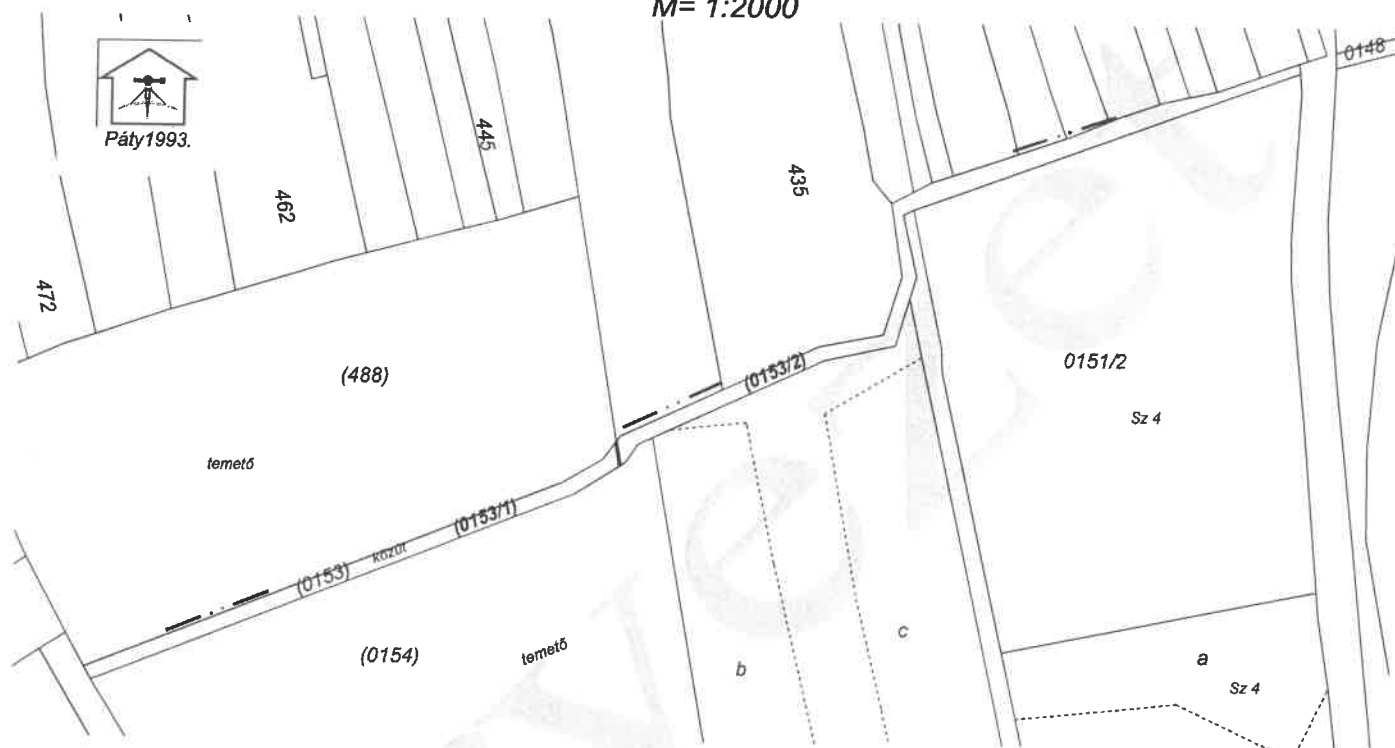 M= 1:2000
0148
Páty1993.
445
435
462
472
(488)
(0153/2)
0151/2
Sz 4
temető
(0153/1)
közút
(0153)
(0154)
temető
c
b
a
Sz 4